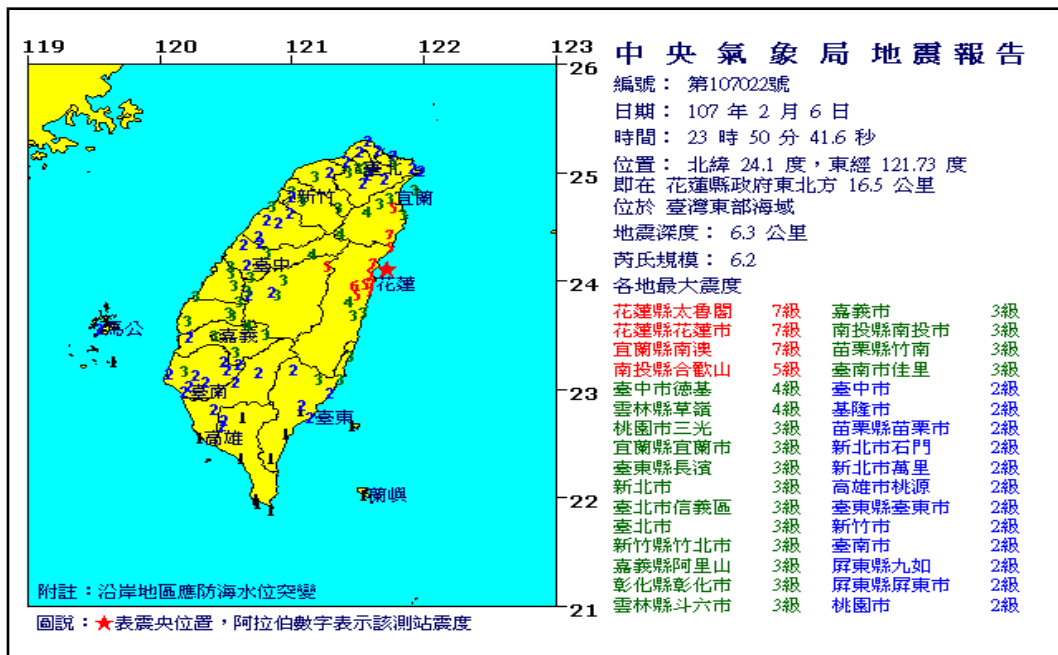 119 120 121 122 123
26
25
24
23
22
21
臺北
新竹
宜蘭
臺中
花蓮
馬公
嘉義
臺南
臺東
高雄
蘭嶼
附註：沿岸地區應防海水位突變
圖說：★表震央位置，阿拉伯數字表示該測站震度
中央氣象局地震報告
編號： 第107022號
日期： 107 年 2 月 6 日
時間： 23 時 50 分 41.6 秒
位置： 北緯 24.1 度，東經 121.73 度
即在 花蓮縣政府東北方 16.5 公里
位於 臺灣東部海域
地震深度： 6.3 公里
芮氏規模： 6.2
各地最大震度
花蓮縣太魯閣 7級 嘉義市 3級
花蓮縣花蓮市 7級 南投縣南投市 3級
宜蘭縣南澳 7級 苗栗縣竹南 3級
南投縣合歡山 5級 臺南市佳里 3級
臺中市德基 4級 臺中市 2級
雲林縣草嶺 4級 基隆市 2級
桃園市三光 3級 苗栗縣苗栗市 2級
宜蘭縣宜蘭市 3級 新北市石門 2級
臺東縣長濱 3級 新北市萬里 2級
新北市 3級 高雄市桃源 2級
臺北市信義區 3級 臺東縣臺東市 2級
臺北市 3級 新竹市 2級
新竹縣竹北市 3級 臺南市 2級
嘉義縣阿里山 3級 屏東縣九如 2級
彰化縣彰化市 3級 屏東縣屏東市 2級
雲林縣斗六市 3級 桃園市 2級